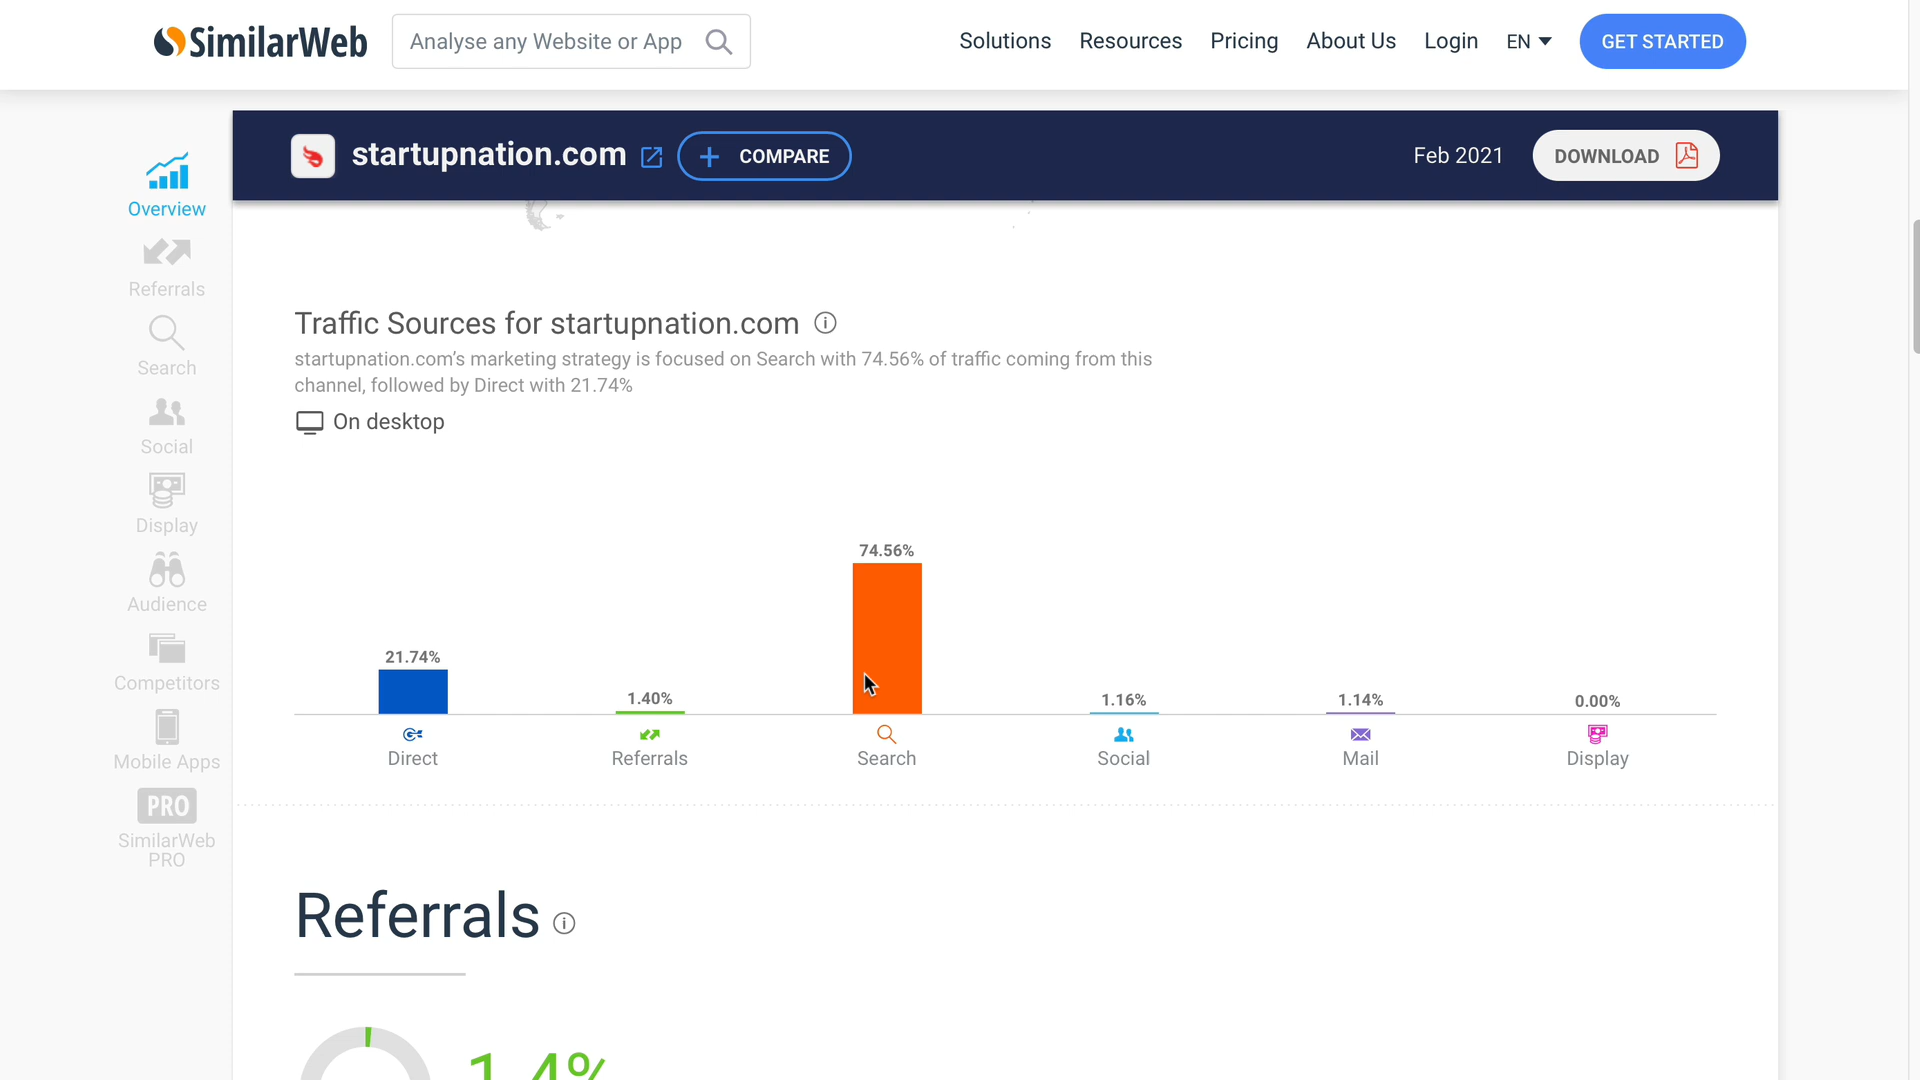 SimilarWeb
Analyse any Website or App
Solutions
Resources
Pricing
About Us
Login
EN
GET STARTED
startupnation.com
COMPARE
Feb 2021
DOWNLOAD
Overview
Referrals
Search
Social
Display
Audience
Competitors
Mobile Apps
PRO
SimilarWeb
PRO
Traffic Sources for startupnation.com
startupnation.com's marketing strategy is focused on Search with 74.56% of traffic coming from this
channel, followed by Direct with 21.74%
On desktop
21.74%
1.40%
74.56%
1.16%
1.14%
0.00%
Direct
Referrals
Search
Social
Mail
Display
Referrals
1.4%